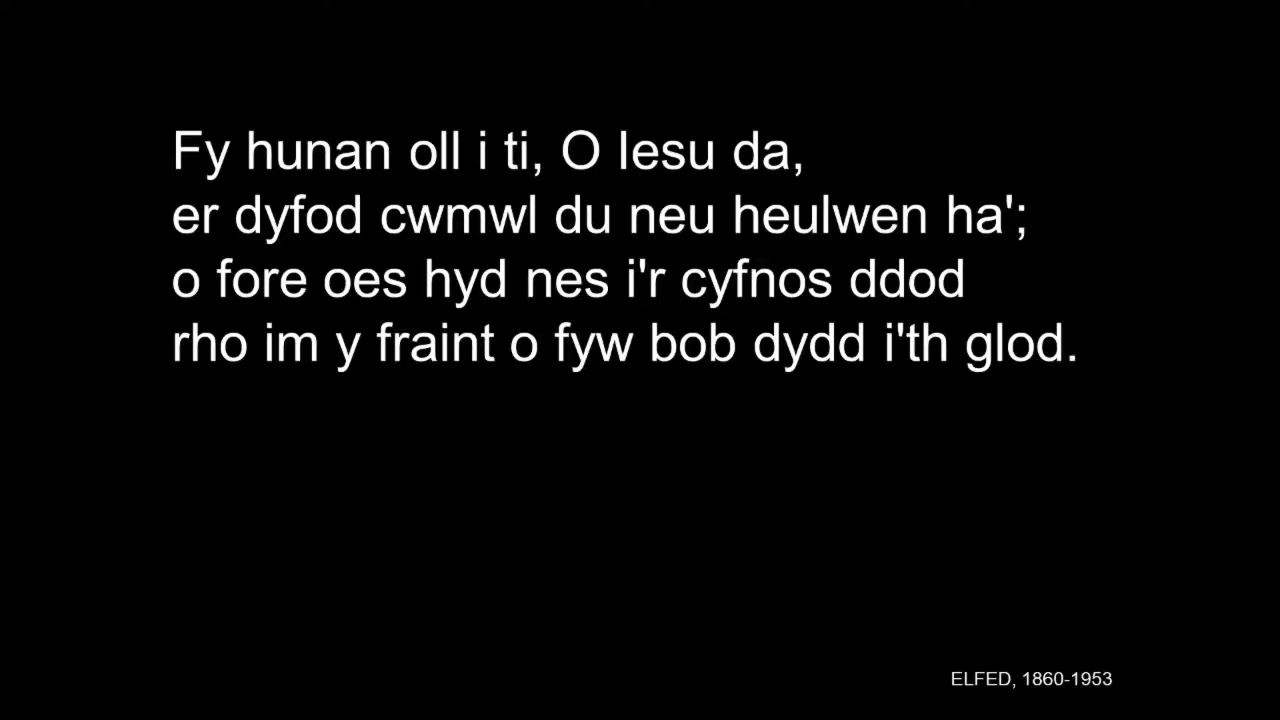 Fy hunan oll i ti, O Iesu da,
er dyfod cwmwl du neu heulwen ha';
o fore oes hyd nes i'r cyfnos ddod
rho im y fraint o fyw bob dydd i'th glod.
ELFED, 1860-1953